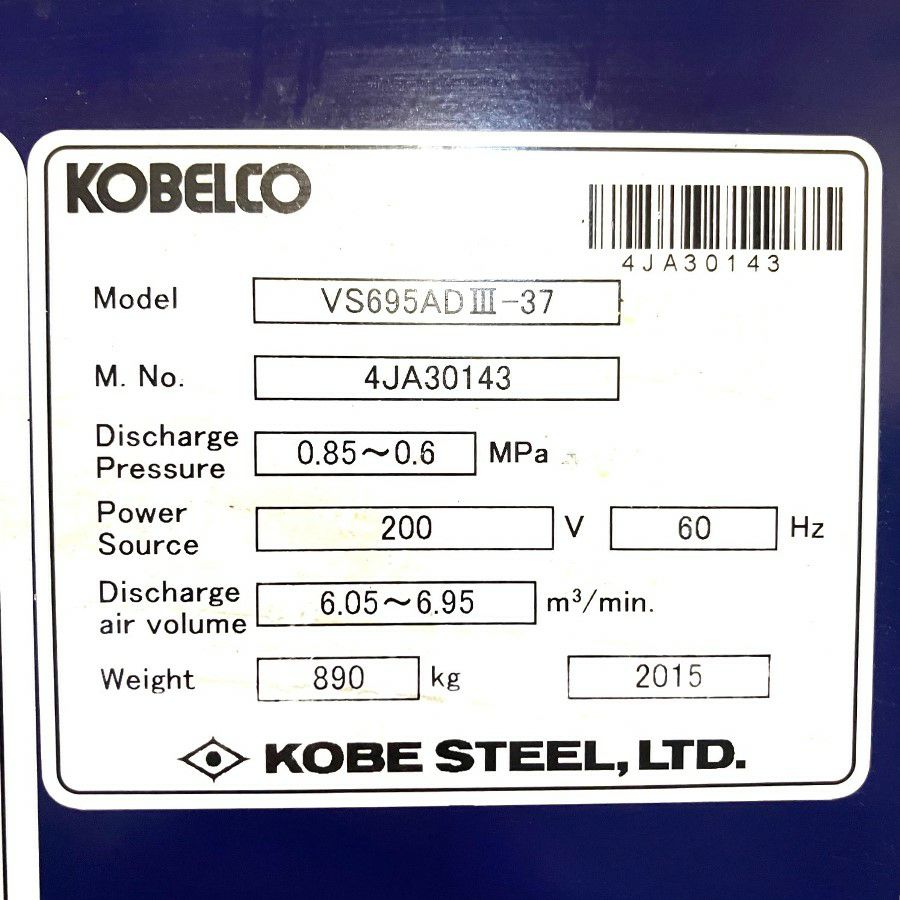 KOBELCO
4JA30143
Model VS695ADⅢ-37
M. No. 4JA30143
Discharge
Pressure 0.85～0.6 MPa
Power
Source 200 V 60 Hz
Discharge
air volume 6.05～6.95 m³/min.
Weight 890 kg 2015
KOBE STEEL, LTD.